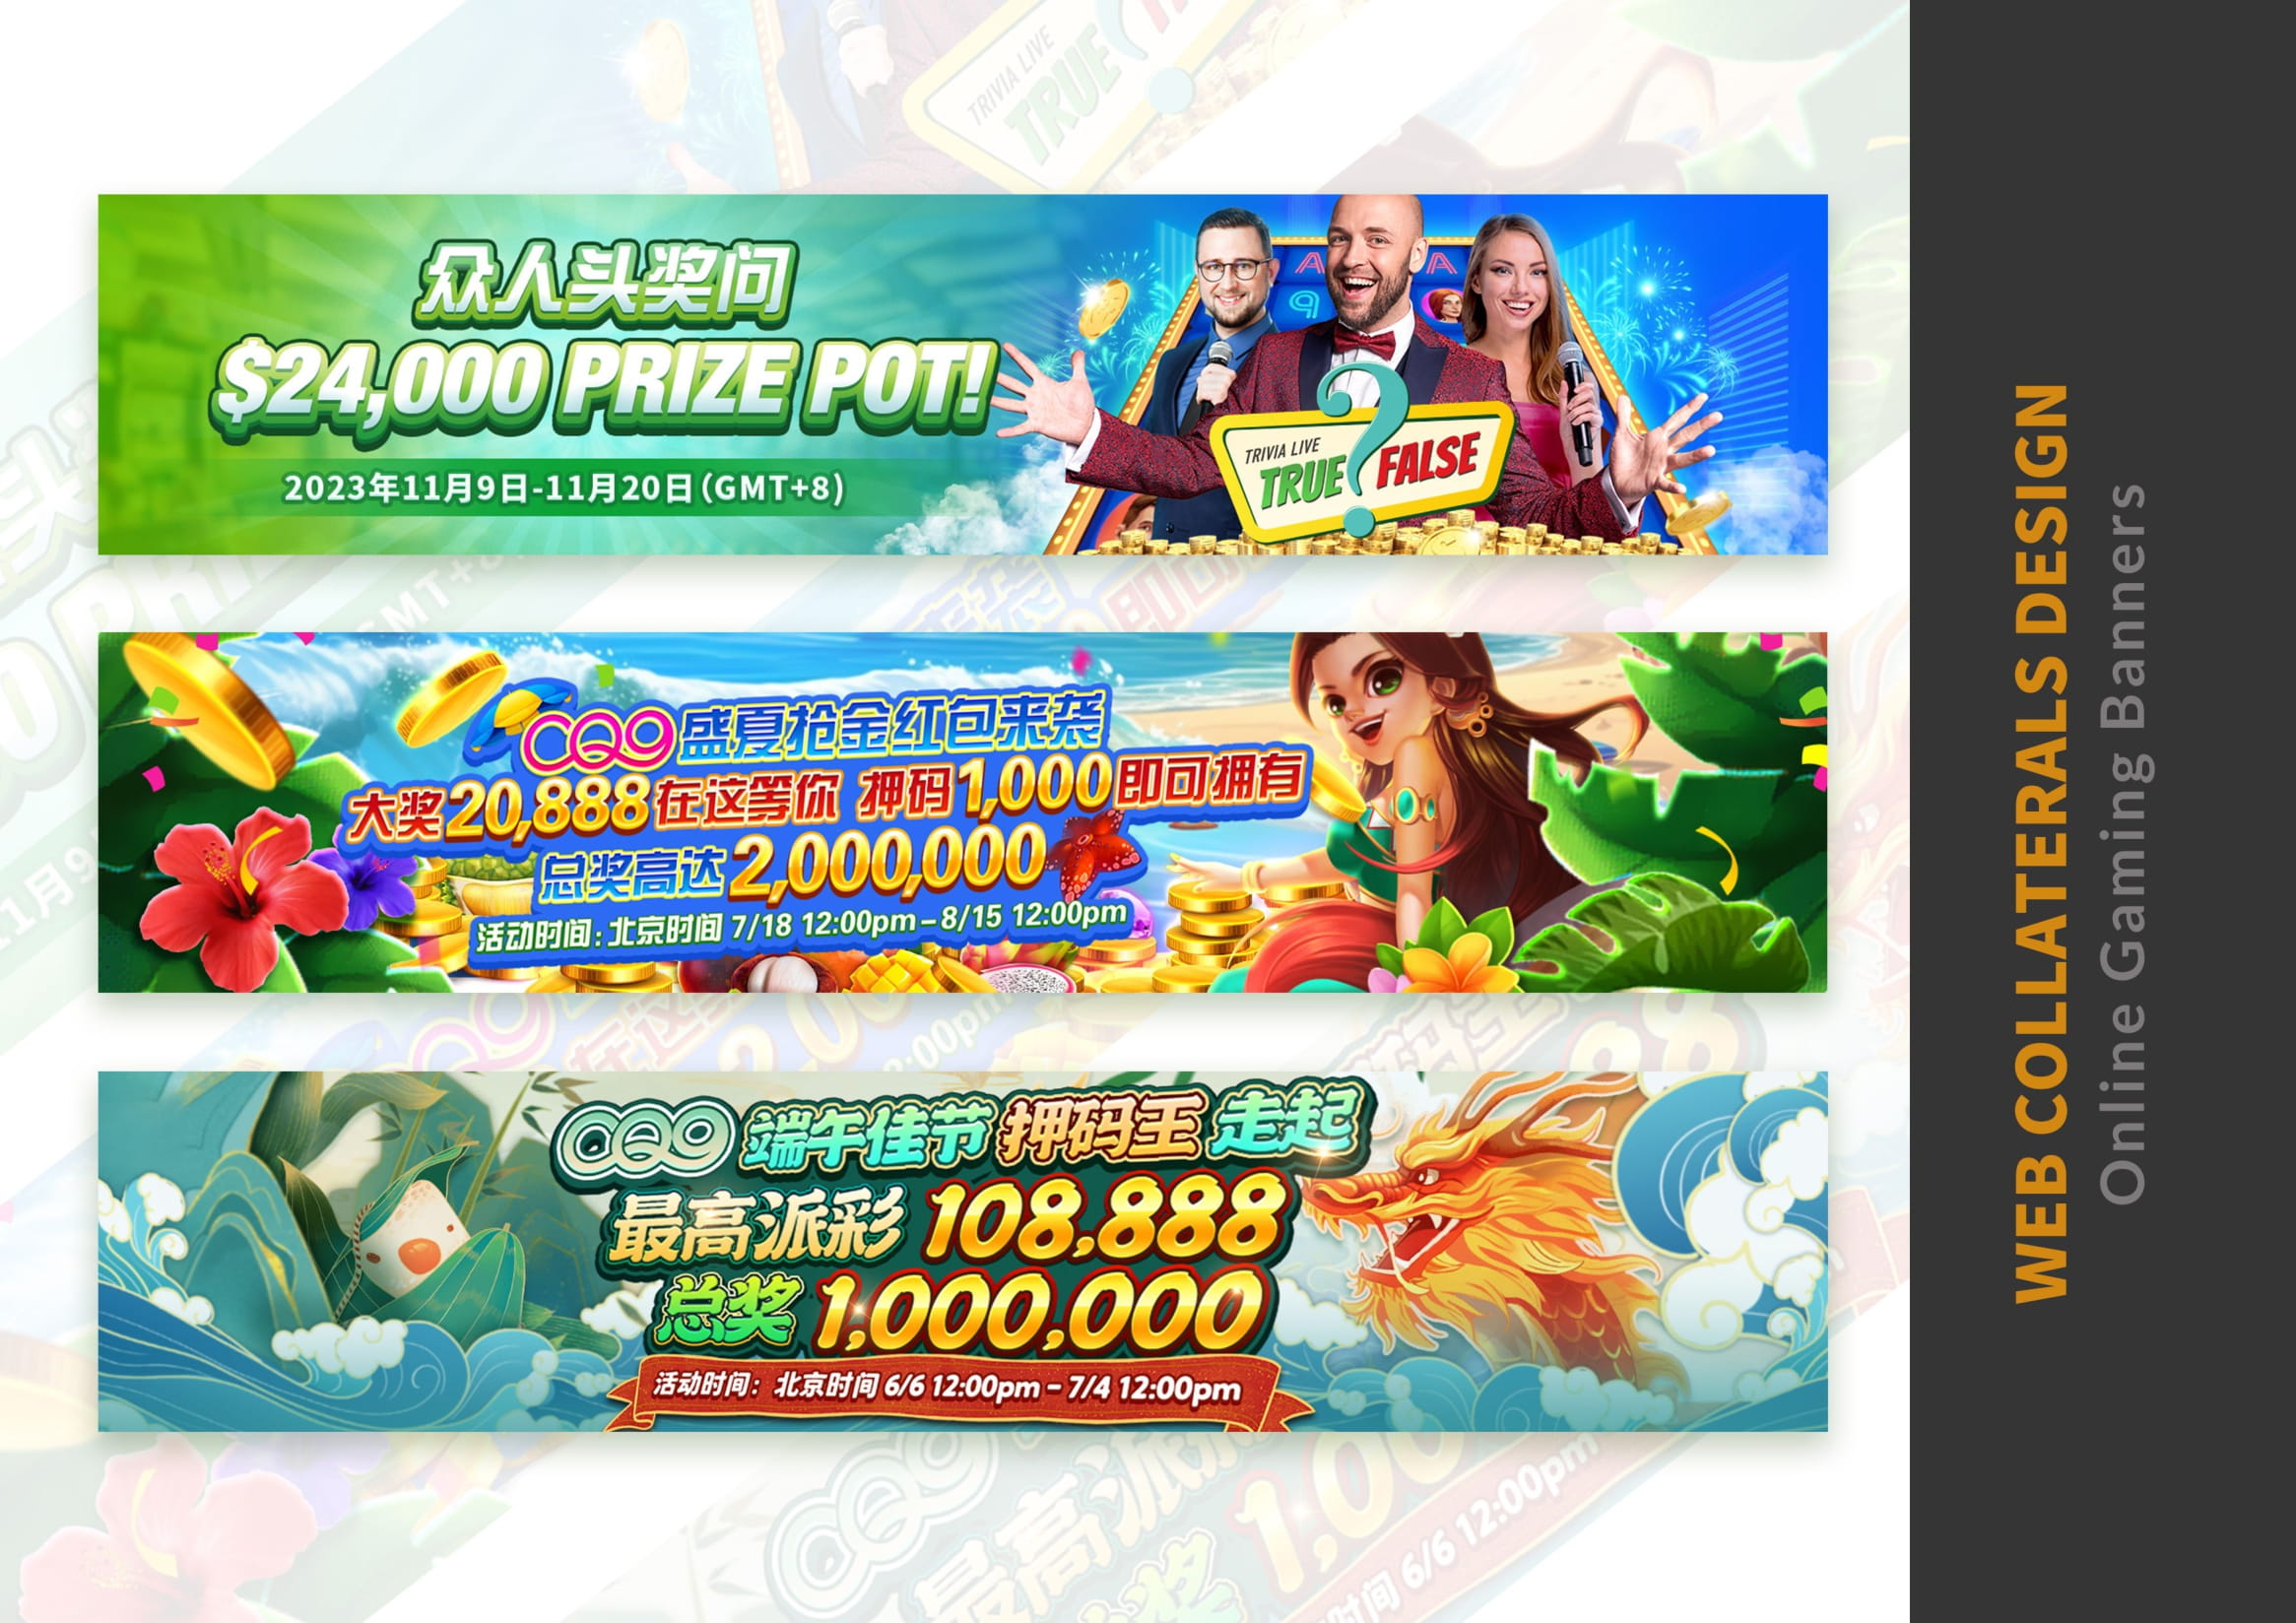 众人头奖问
$24,000 PRIZE POT!
2023年11月9日-11月20日(GMT+8)
A A
9
TRIVIA LIVE
TRUE?FALSE
CQ9盛夏抢金红包来袭
大奖20,888在这等你 押码1,000即可拥有
总奖高达2,000,000
活动时间:北京时间 7/18 12:00pm-8/15 12:00pm
CQ9 端午佳节 押码王 走起
最高派彩 108,888
总奖 1,000,000
活动时间：北京时间 6/6 12:00pm - 7/4 12:00pm
WEB COLLATERALS DESIGN
Online Gaming Banners